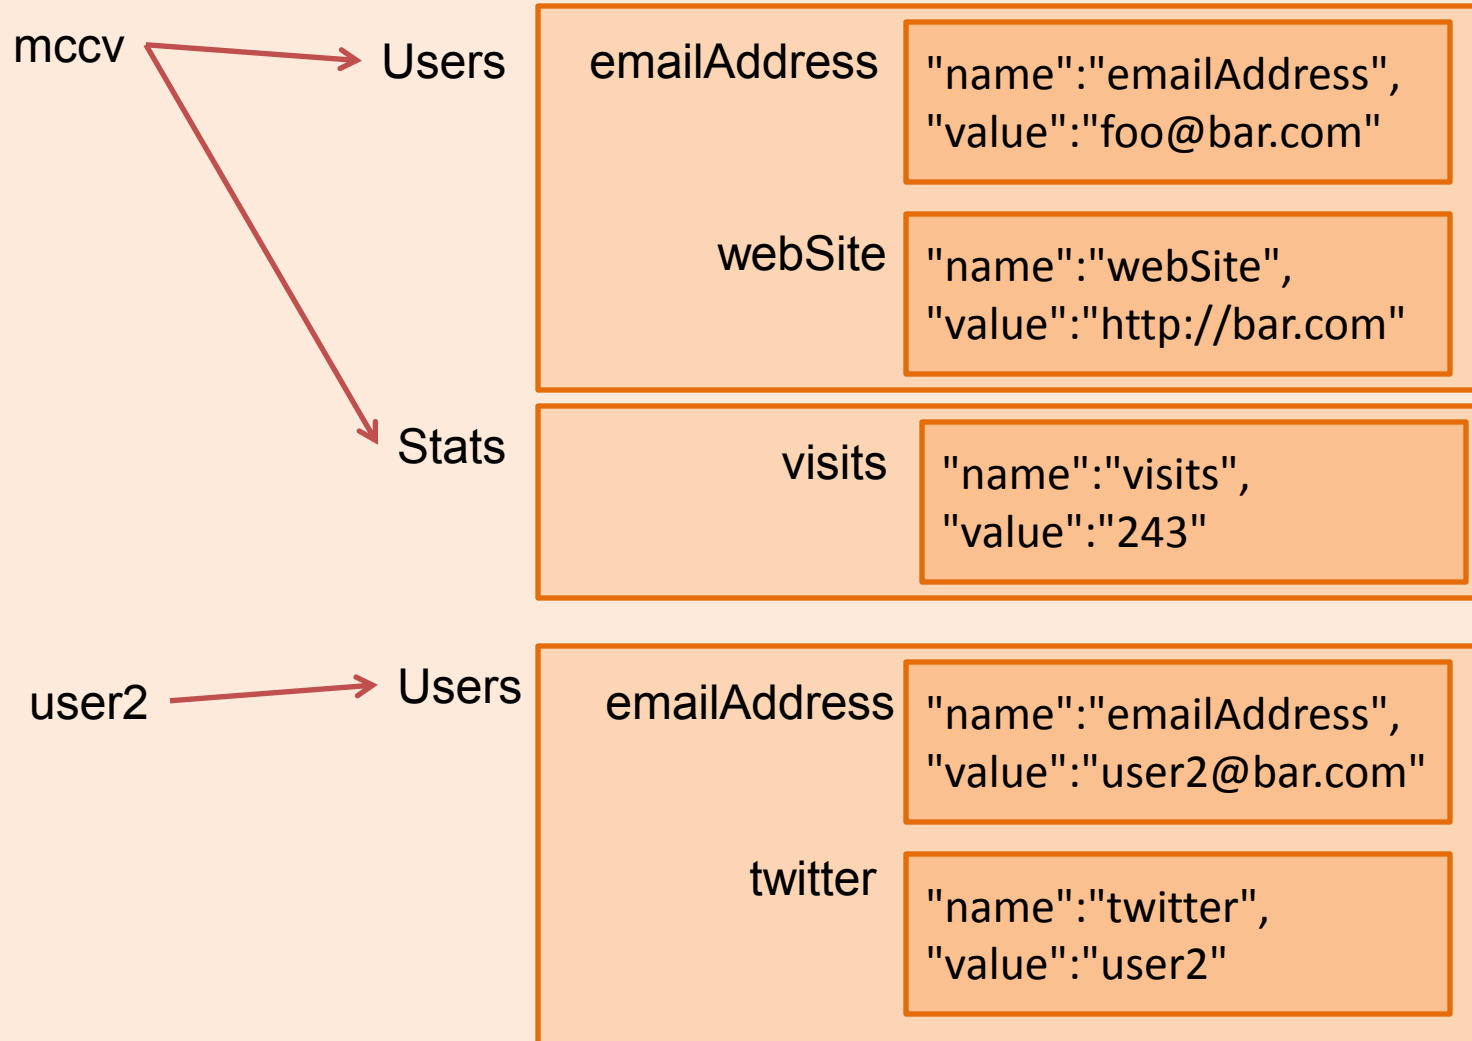 mccv
Users
emailAddress
"name":"emailAddress",
"value":"foo@bar.com"
webSite
"name":"webSite",
"value":"http://bar.com"
Stats
visits
"name":"visits",
"value":"243"
user2
Users
emailAddress
"name":"emailAddress",
"value":"user2@bar.com"
twitter
"name":"twitter",
"value":"user2"